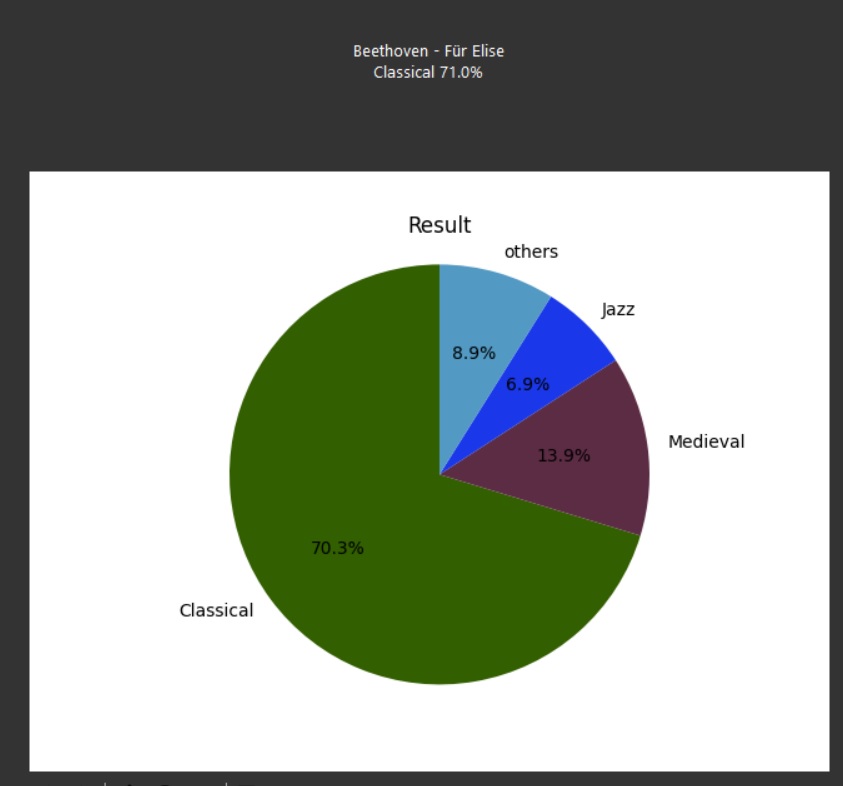 Beethoven - Für Elise
Classical 71.0%
Result
others
Jazz
8.9%
6.9%
Medieval
13.9%
70.3%
Classical